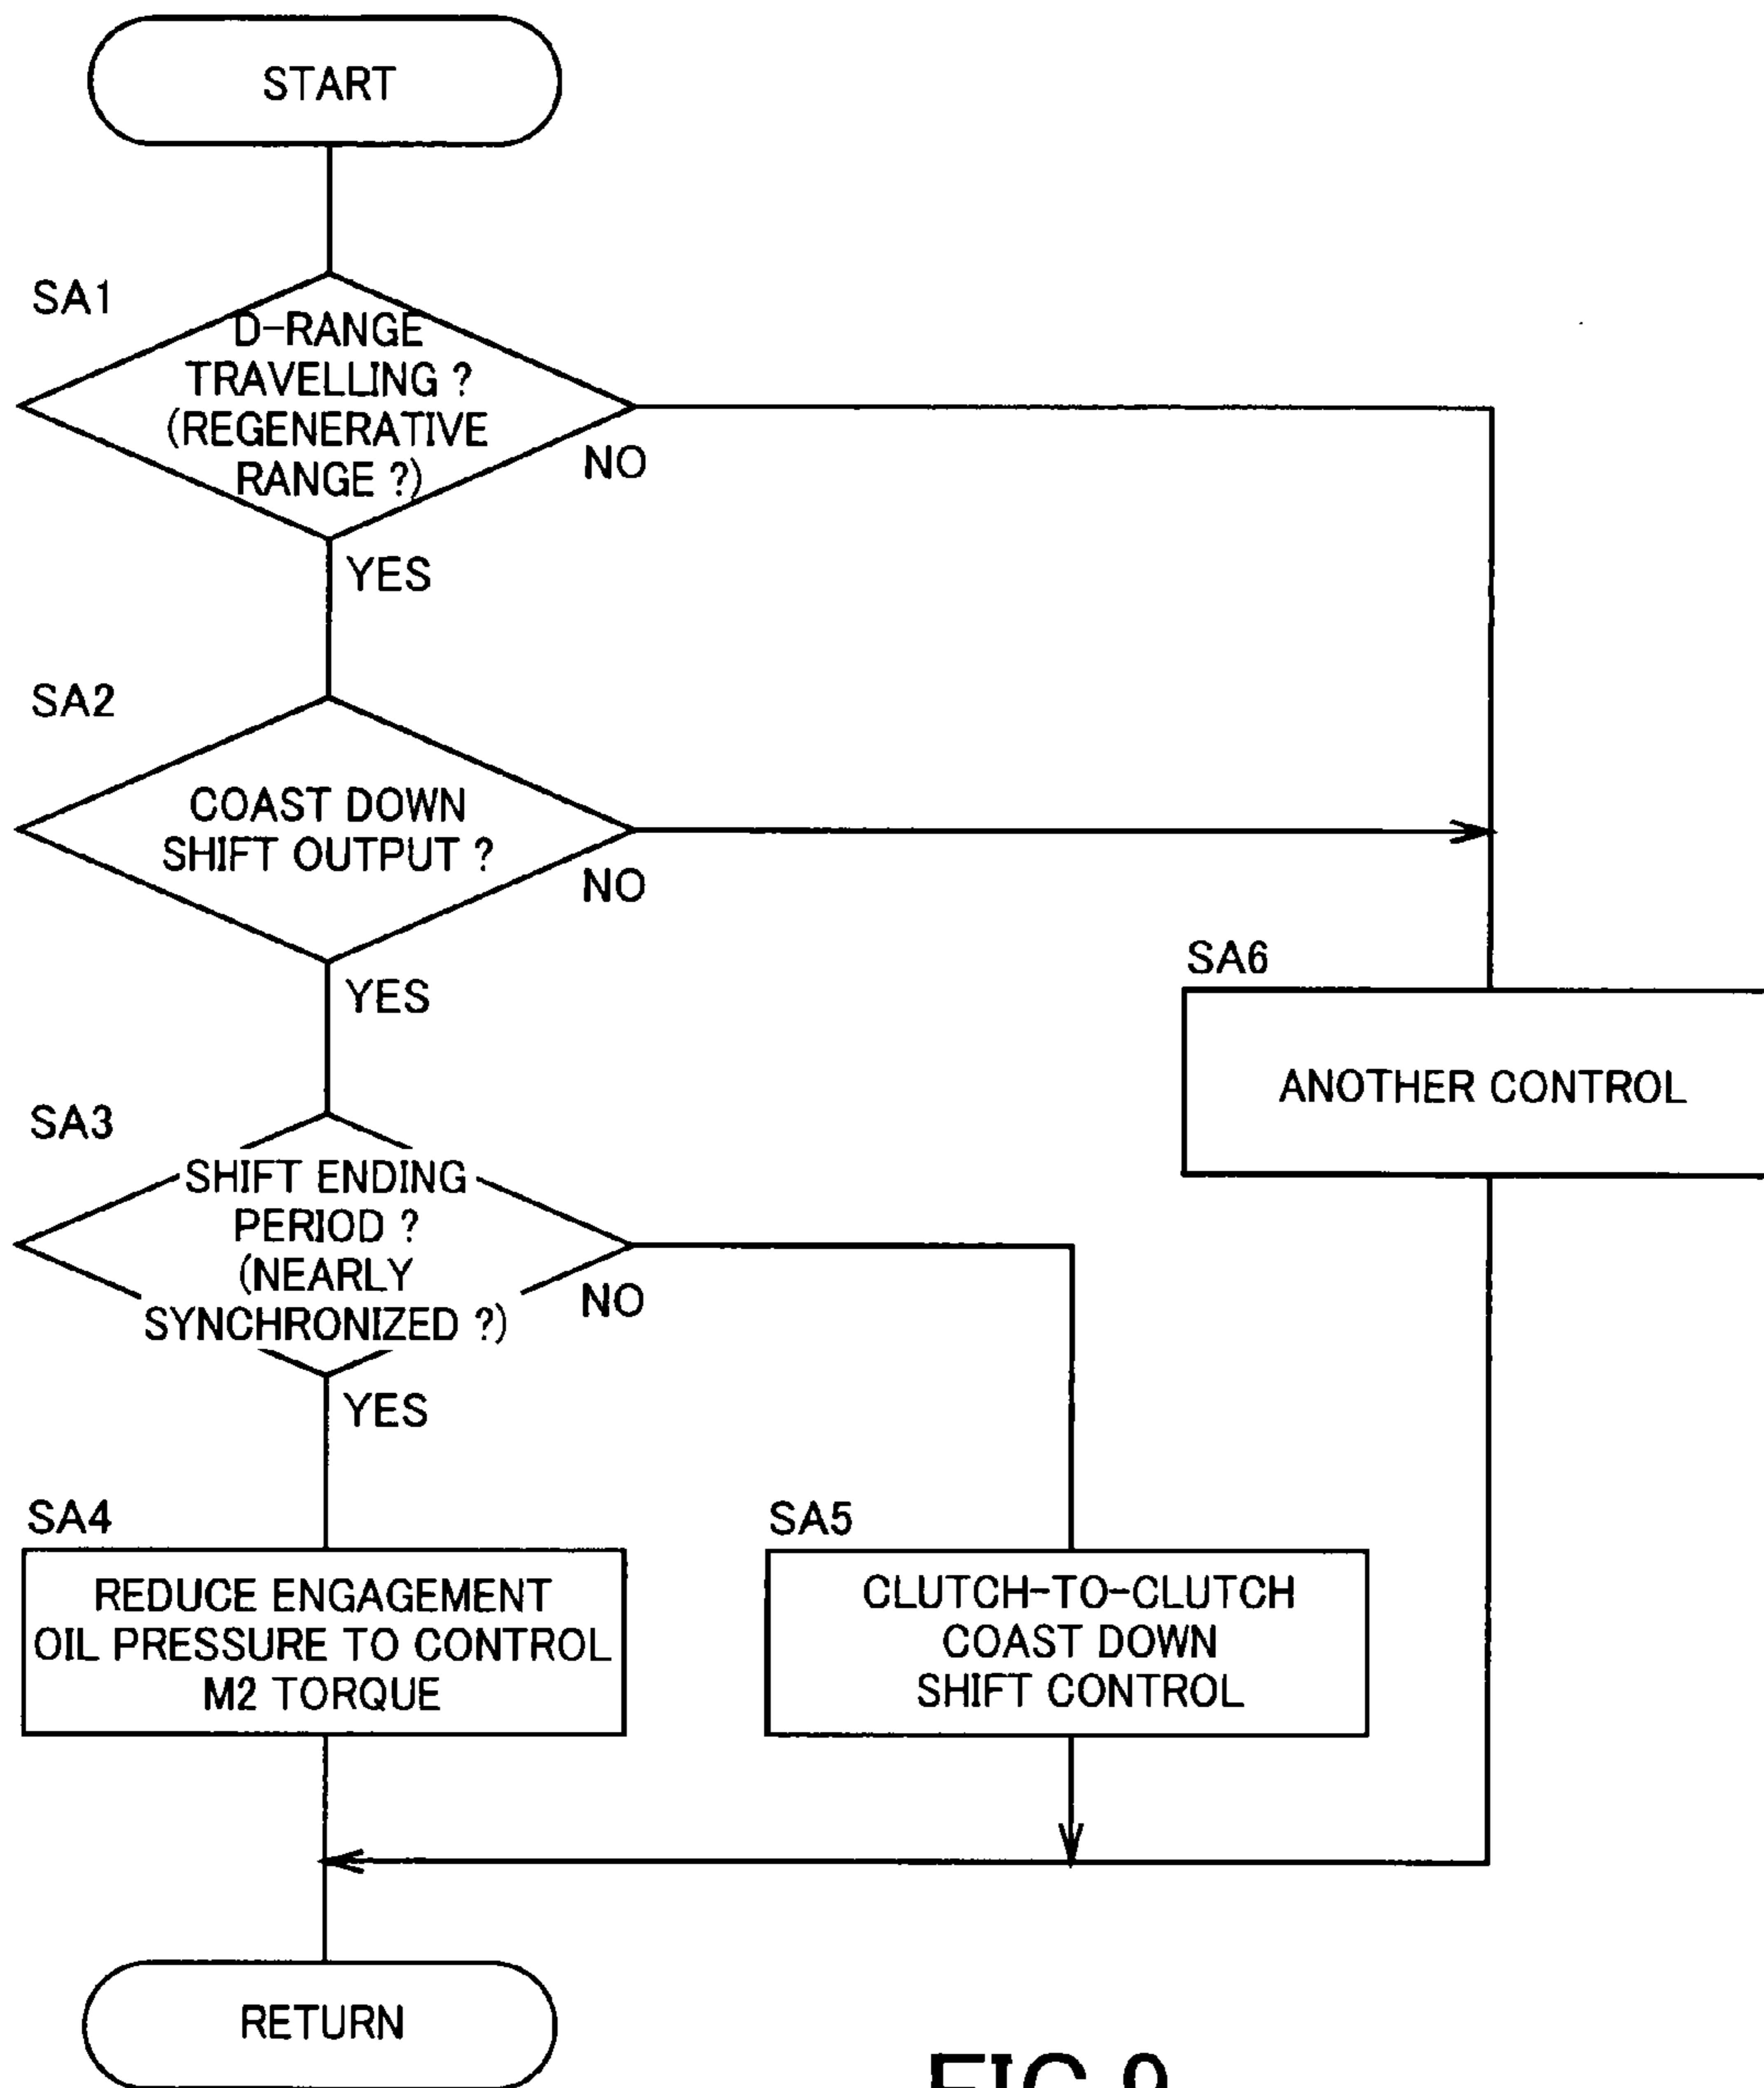 START
SA1
D-RANGE
TRAVELLING ?
(REGENERATIVE
RANGE ?)
NO
YES
SA2
COAST DOWN
SHIFT OUTPUT ?
NO
YES
SA6
ANOTHER CONTROL
SA3
SHIFT ENDING
PERIOD ?
(NEARLY
SYNCHRONIZED ?)
NO
YES
SA4
REDUCE ENGAGEMENT
OIL PRESSURE TO CONTROL
M2 TORQUE
SA5
CLUTCH-TO-CLUTCH
COAST DOWN
SHIFT CONTROL
RETURN